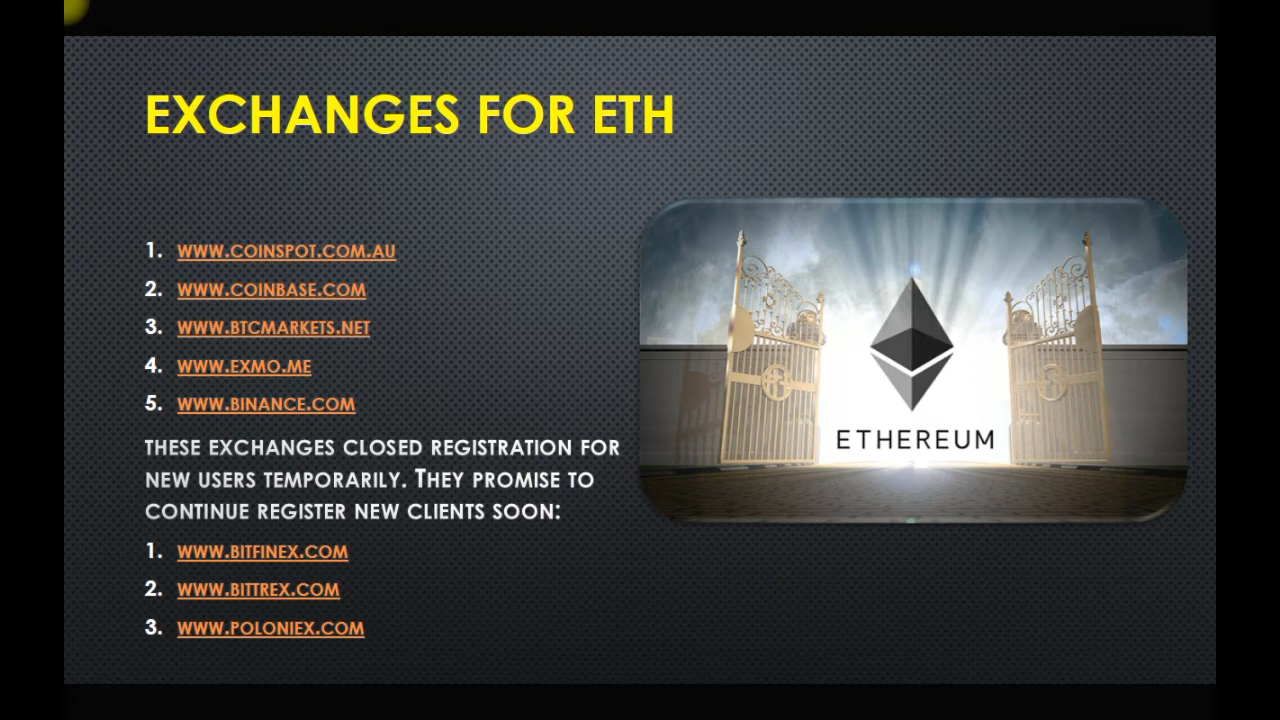 EXCHANGES FOR ETH
1. WWW.COINSPOT.COM.AU
2. WWW.COINBASE.COM
3. WWW.BTCMARKETS.NET
4. WWW.EXMO.ME
5. WWW.BINANCE.COM
THESE EXCHANGES CLOSED REGISTRATION FOR
NEW USERS TEMPORARILY. THEY PROMISE TO
CONTINUE REGISTER NEW CLIENTS SOON:
1. WWW.BITFINEX.COM
2. WWW.BITTREX.COM
3. WWW.POLONIEX.COM
ETHEREUM